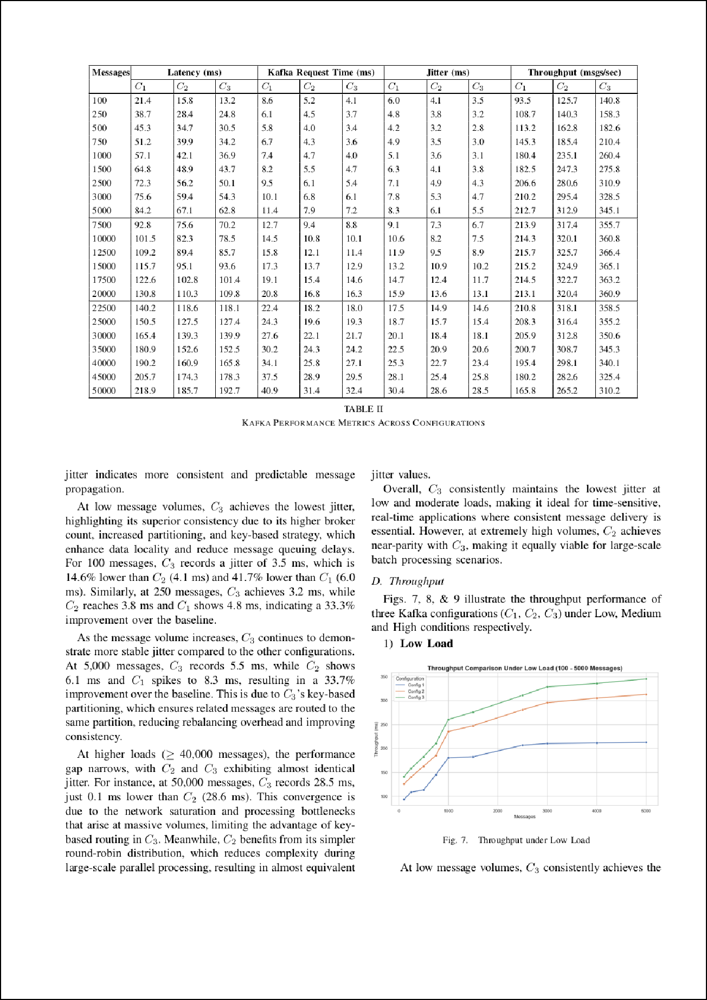 Messages Latency (ms) Kafka Request Time (ms) Jitter (ms) Throughput (msgs/sec)
C1 C2 C3 C1 C2 C3 C1 C2 C3 C1 C2 C3
100 21.4 15.8 13.2 8.6 5.2 4.1 6.0 4.1 3.5 93.5 125.7 140.8
250 38.7 28.4 24.8 6.1 4.5 3.7 4.8 3.8 3.2 108.7 140.3 158.3
500 45.3 34.7 30.5 5.8 4.0 3.4 4.2 3.2 2.8 113.2 162.8 182.6
750 51.2 39.9 34.2 6.7 4.3 3.6 4.9 3.5 3.0 145.3 185.4 210.4
1000 57.1 42.1 36.9 7.4 4.7 4.0 5.1 3.6 3.1 180.4 235.1 260.4
1500 64.8 48.9 43.7 8.2 5.5 4.7 6.3 4.1 3.8 182.5 247.3 275.8
2500 72.3 56.2 50.1 9.5 6.1 5.4 7.1 4.9 4.3 206.6 280.6 310.9
3000 75.6 59.4 54.3 10.1 6.8 6.1 7.8 5.3 4.7 210.2 295.4 328.5
5000 84.2 67.1 62.8 11.4 7.9 7.2 8.3 6.1 5.5 212.7 312.9 345.1
7500 92.8 75.6 70.2 12.7 9.4 8.8 9.1 7.3 6.7 213.9 317.4 355.7
10000 101.5 82.3 78.5 14.5 10.8 10.1 10.6 8.2 7.5 214.3 320.1 360.8
12500 109.2 89.4 85.7 15.8 12.1 11.4 11.9 9.5 8.9 215.7 325.7 366.4
15000 115.7 95.1 93.6 17.3 13.7 12.9 13.2 10.9 10.2 215.2 324.9 365.1
17500 122.6 102.8 101.4 19.1 15.4 14.6 14.7 12.4 11.7 214.5 322.7 363.2
20000 130.8 110.3 109.8 20.8 16.8 16.3 15.9 13.6 13.1 213.1 320.4 360.9
22500 140.2 118.6 118.1 22.4 18.2 18.0 17.5 14.9 14.6 210.8 318.1 358.5
25000 150.5 127.5 127.4 24.3 19.6 19.3 18.7 15.7 15.4 208.3 316.4 355.2
30000 165.4 139.3 139.9 27.6 22.1 21.7 20.1 18.4 18.1 205.9 312.8 350.6
35000 180.9 152.6 152.5 30.2 24.3 24.2 22.5 20.9 20.6 200.7 308.7 345.3
40000 190.2 160.9 165.8 34.1 25.8 27.1 25.3 22.7 23.4 195.4 298.1 340.1
45000 205.7 174.3 178.3 37.5 28.9 29.5 28.1 25.4 25.8 180.2 282.6 325.4
50000 218.9 185.7 192.7 40.9 31.4 32.4 30.4 28.6 28.5 165.8 265.2 310.2
TABLE II
KAFKA PERFORMANCE METRICS ACROSS CONFIGURATIONS
jitter indicates more consistent and predictable message
propagation.
At low message volumes, C3 achieves the lowest jitter,
highlighting its superior consistency due to its higher broker
count, increased partitioning, and key-based strategy, which
enhance data locality and reduce message queuing delays.
For 100 messages, C3 records a jitter of 3.5 ms, which is
14.6% lower than C2 (4.1 ms) and 41.7% lower than C1 (6.0
ms). Similarly, at 250 messages, C3 achieves 3.2 ms, while
C2 reaches 3.8 ms and C1 shows 4.8 ms, indicating a 33.3%
improvement over the baseline.
As the message volume increases, C3 continues to demon-
strate more stable jitter compared to the other configurations.
At 5,000 messages, C3 records 5.5 ms, while C2 shows
6.1 ms and C1 spikes to 8.3 ms, resulting in a 33.7%
improvement over the baseline. This is due to C3's key-based
partitioning, which ensures related messages are routed to the
same partition, reducing rebalancing overhead and improving
consistency.
At higher loads (≥ 40,000 messages), the performance
gap narrows, with C2 and C3 exhibiting almost identical
jitter. For instance, at 50,000 messages, C3 records 28.5 ms,
just 0.1 ms lower than C2 (28.6 ms). This convergence is
due to the network saturation and processing bottlenecks
that arise at massive volumes, limiting the advantage of key-
based routing in C3. Meanwhile, C2 benefits from its simpler
round-robin distribution, which reduces complexity during
large-scale parallel processing, resulting in almost equivalent
jitter values.
Overall, C3 consistently maintains the lowest jitter at
low and moderate loads, making it ideal for time-sensitive,
real-time applications where consistent message delivery is
essential. However, at extremely high volumes, C2 achieves
near-parity with C3, making it equally viable for large-scale
batch processing scenarios.
D. Throughput
Figs. 7, 8, & 9 illustrate the throughput performance of
three Kafka configurations (C1, C2, C3) under Low, Medium
and High conditions respectively.
1) Low Load
Throughput Comparison Under Low Load (100 - 5000 Messages)
Configuration
Config 1
Config 2
Config 3
Throughput (ms)
350
300
250
200
150
100
0 1000 2000 3000 4000 5000
Messages
Fig. 7. Throughput under Low Load
At low message volumes, C3 consistently achieves the